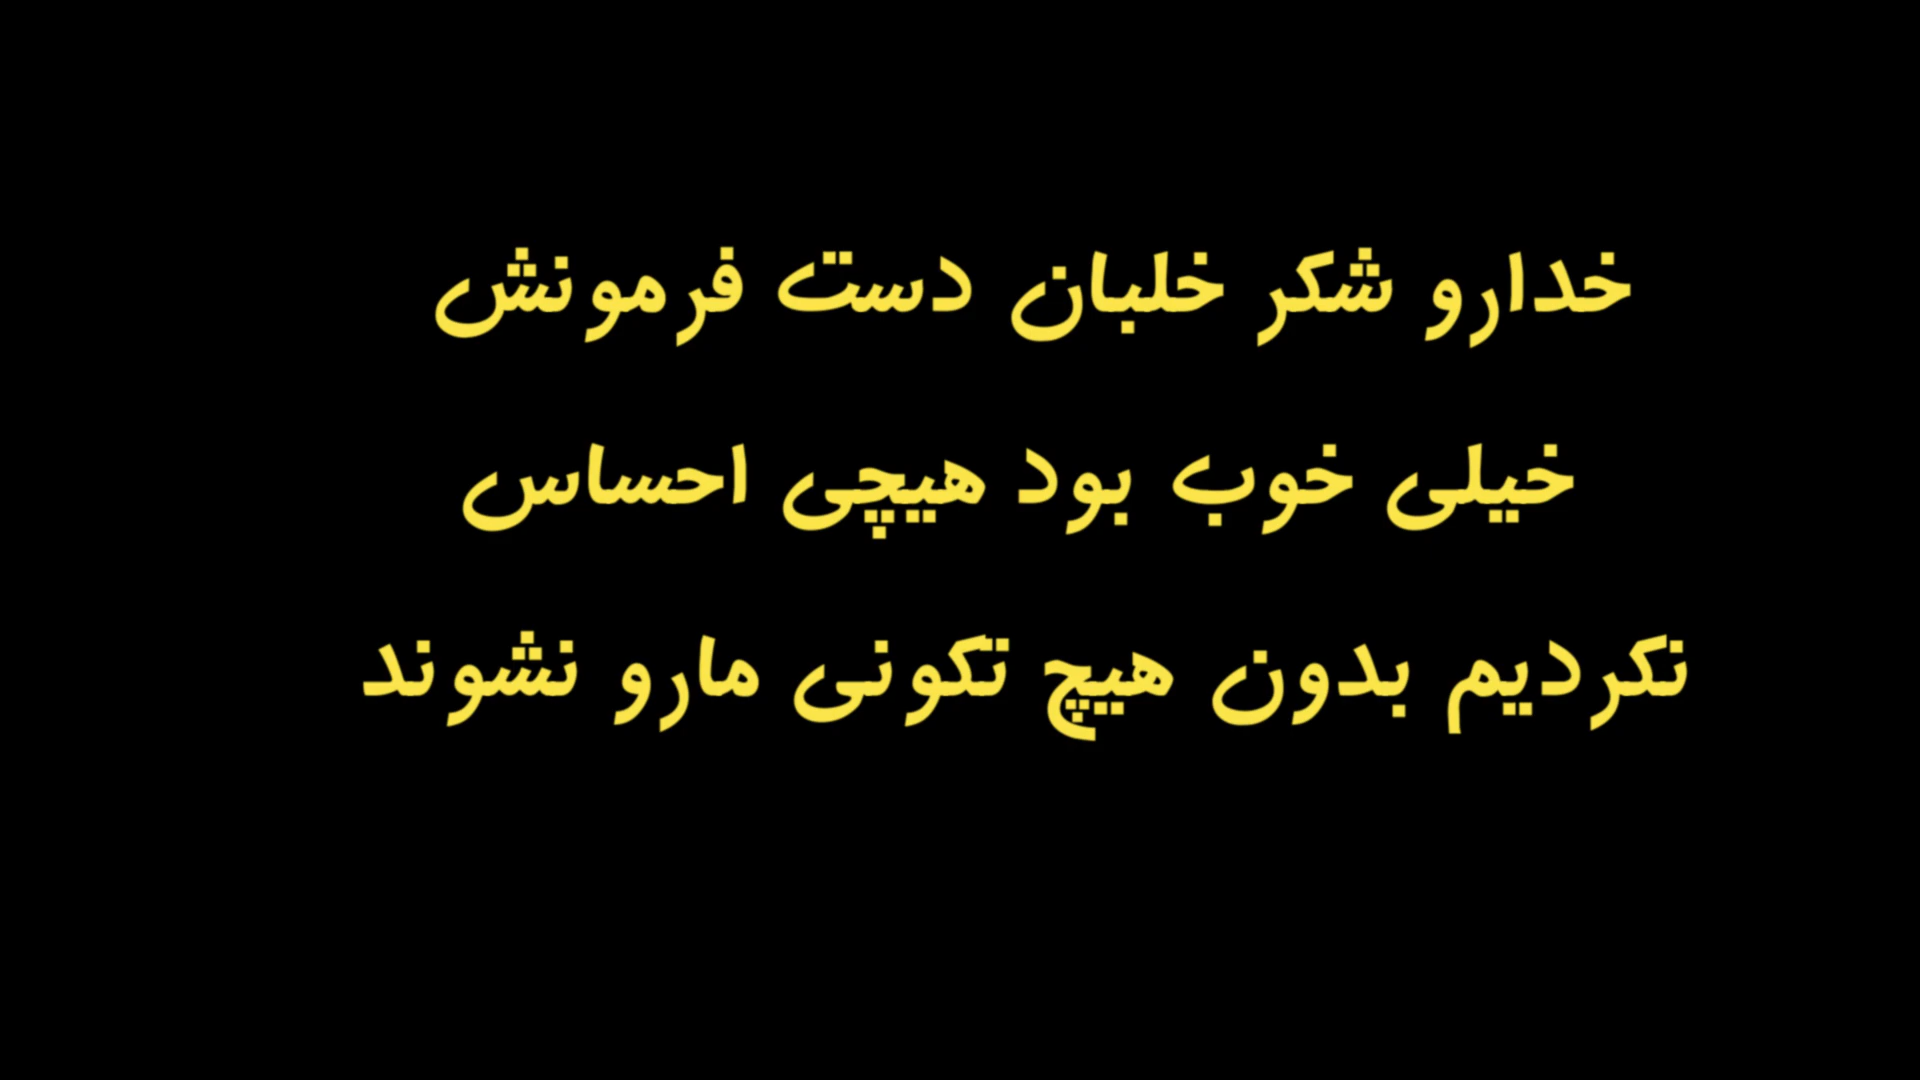 خدارو شکر خلبان دست فرمونش
خیلی خوب بود هیچی احساس
نکردیم بدون هیچ تکونی مارو نشوند